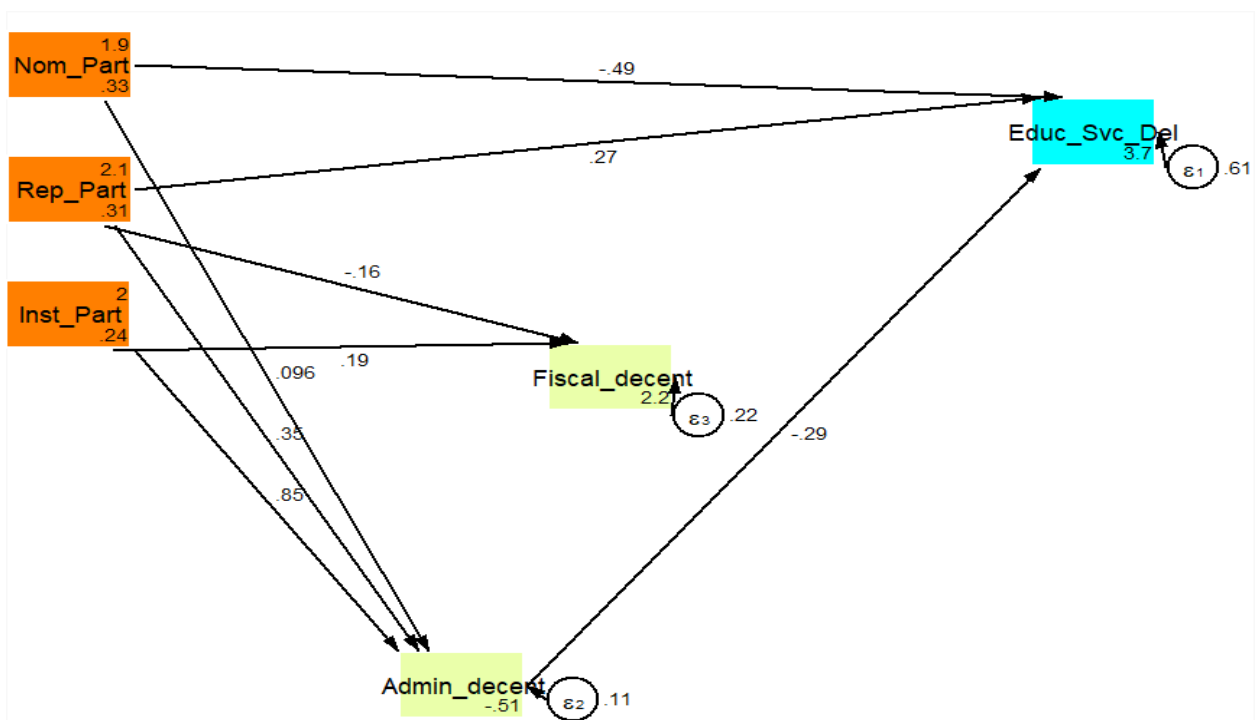 1.9
Nom_Part
.33
-.49
Educ_Svc_Del
3.7
ε1
.61
2.1
Rep_Part
.31
.27
-.16
2
Inst_Part
.24
.19
Fiscal_decent
2.2
ε3
.22
.096
.35
-.29
.85
Admin_decent
-.51
ε2
.11